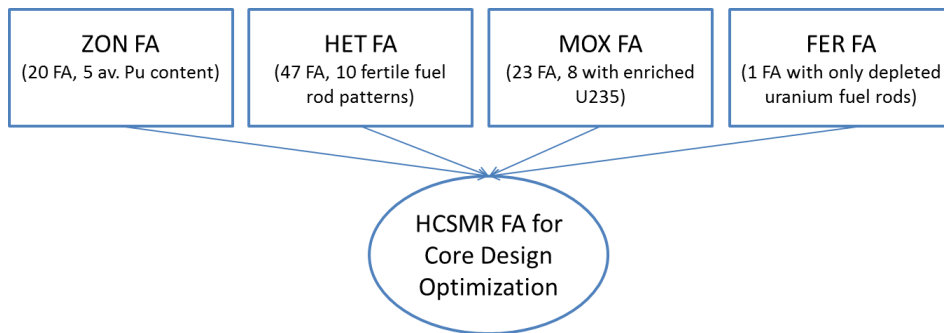 ZON FA
(20 FA, 5 av. Pu content)
HET FA
(47 FA, 10 fertile fuel
rod patterns)
MOX FA
(23 FA, 8 with enriched
U235)
FER FA
(1 FA with only depleted
uranium fuel rods)
HCSMR FA for
Core Design
Optimization